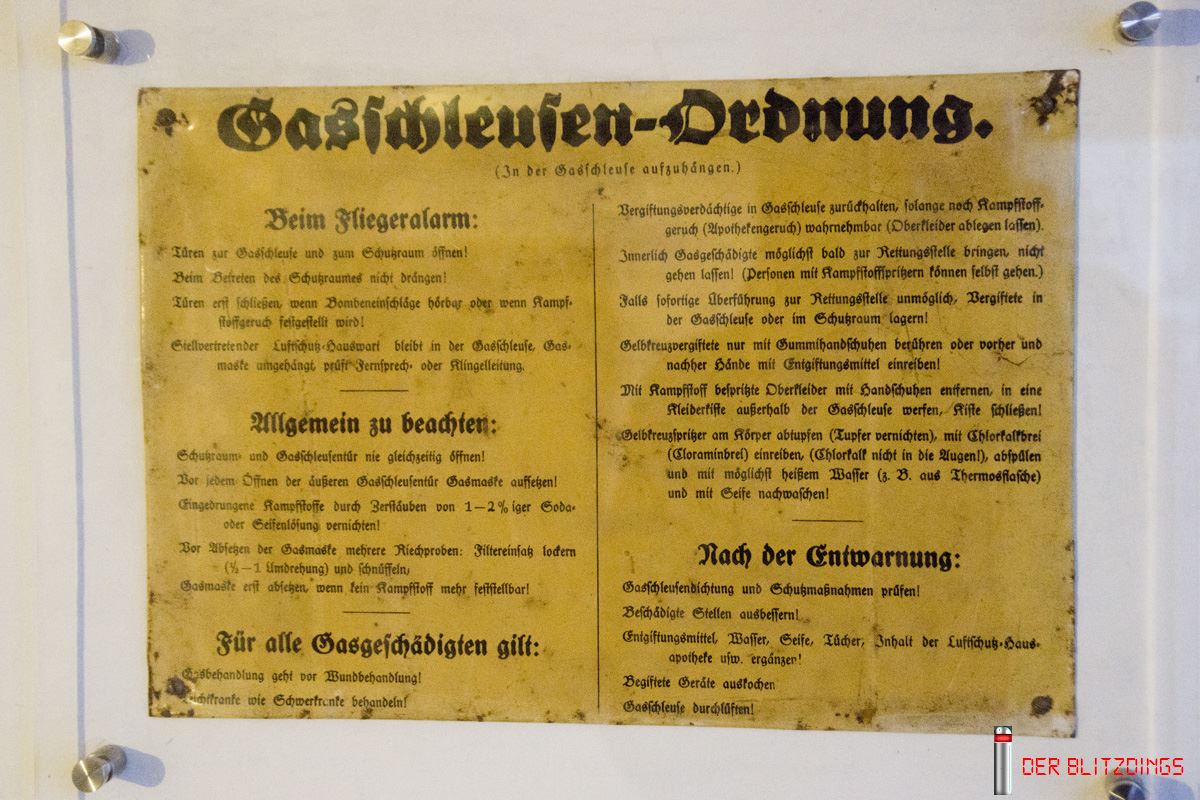 Gasschleusen-Ordnung.
(In der Gasschleuse aufzuhängen.)
Beim Fliegeralarm:
Türen zur Gasschleuse und zum Schutzraum öffnen!
Beim Betreten des Schutzraumes nicht drängen!
Türen erst schließen, wenn Bombeneinschläge hörbar oder wenn Kampf-
stoffgeruch festgestellt wird!
Stellvertretender Luftschutz-Hauswart bleibt in der Gasschleuse, Gas-
maske umgehängt, prüft Fernsprech- oder Klingelleitung.
Allgemein zu beachten:
Schutzraum- und Gasschleusentür nie gleichzeitig öffnen!
Vor jedem Öffnen der äußeren Gasschleusentür Gasmaske aufsetzen!
Eingedrungene Kampfstoffe durch Zerstäuben von 1—2%iger Soda-
oder Seifenlösung vernichten!
Vor Absetzen der Gasmaske mehrere Riechproben: Filtereinsatz lockern
(½—1 Umdrehung) und schnüffeln,
Gasmaske erst absetzen, wenn kein Kampfstoff mehr feststellbar!
Für alle Gasgeschädigten gilt:
Gasbehandlung geht vor Wundbehandlung!
Leichtkranke wie Schwerkranke behandeln!
Vergiftungsverdächtige in Gasschleuse zurückhalten, solange noch Kampfstoff-
geruch (Apothekengeruch) wahrnehmbar (Oberkleider ablegen lassen).
Innerlich Gasgeschädigte möglichst bald zur Rettungsstelle bringen, nicht
gehen lassen! (Personen mit Kampfstoffspritzern können selbst gehen.)
Falls sofortige Überführung zur Rettungsstelle unmöglich, Vergiftete in
der Gasschleuse oder im Schutzraum lagern!
Gelbkreuzvergiftete nur mit Gummihandschuhen berühren oder vorher und
nachher Hände mit Entgiftungsmittel einreiben!
Mit Kampfstoff bespritzte Oberkleider mit Handschuhen entfernen, in eine
Kleiderkiste außerhalb der Gasschleuse werfen, Kiste schließen!
Gelbkreuzspritzer am Körper abtupfen (Tupfer vernichten), mit Chlorkalkbrei
(Cloraminbrei) einreiben, (Chlorkalk nicht in die Augen!), abspülen
und mit möglichst heißem Wasser (z. B. aus Thermosflasche)
und mit Seife nachwaschen!
Nach der Entwarnung:
Gasschleusendichtung und Schutzmaßnahmen prüfen!
Beschädigte Stellen ausbessern!
Entgiftungsmittel, Wasser, Seife, Tücher, Inhalt der Luftschutz-Haus-
apotheke usw. ergänzen!
Begiftete Geräte auskochen
Gasschleuse durchlüften!
DER BLITZDINGS